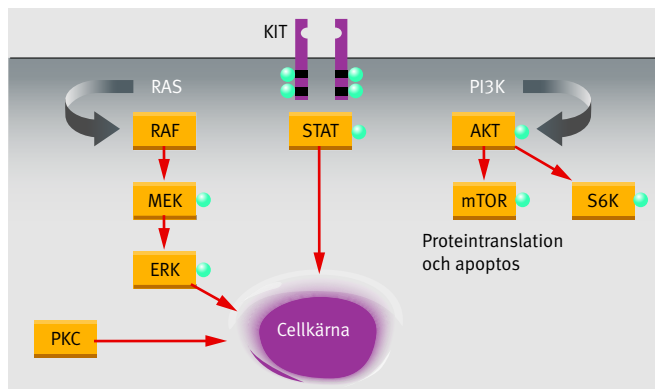 KIT
RAS
PI3K
RAF
STAT
AKT
MEK
mTOR
S6K
Proteintranslation
och apoptos
ERK
Cellkärna
PKC